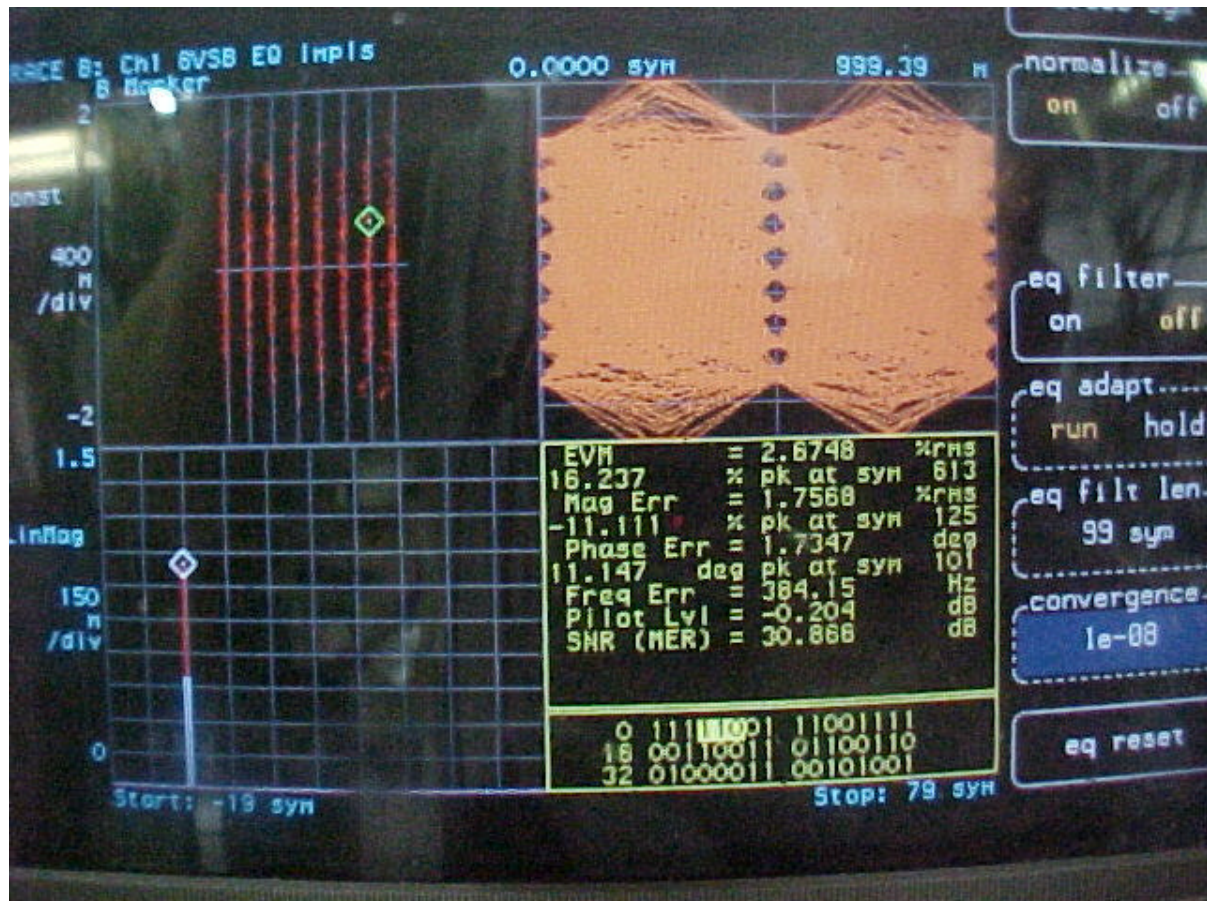 RACE B: Ch1 8VSB EQ Impls
B Marker 0.0000 sym 999.39 m
2
onst
400
m
/div
-2
1.5
LinMag
150
m
/div
0
Start: -19 sym Stop: 79 sym
EVM = 2.6748 %rms
16.237 % pk at sym 613
Mag Err = 1.7568 %rms
-11.111 % pk at sym 125
Phase Err = 1.7347 deg
11.147 deg pk at sym 101
Freq Err = 384.15 Hz
Pilot Lvl = -0.204 dB
SNR (MER) = 30.866 dB
0 11111001 11001111
16 00110011 01100110
32 01000011 00101001
normalize
on off
eq filter
on off
eq adapt
run hold
eq filt len
99 sym
convergence
1e-08
eq reset